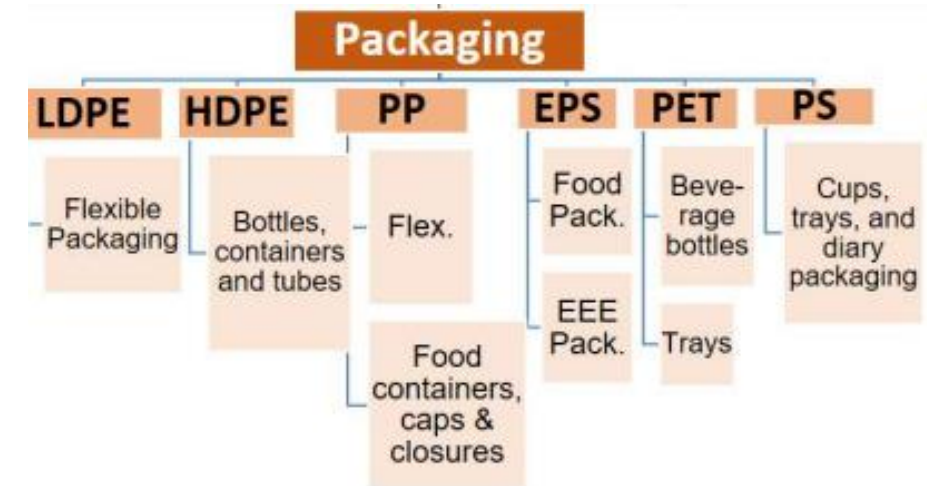 Packaging
LDPE
HDPE
PP
EPS
PET
PS
Flexible
Packaging
Bottles,
containers
and tubes
Flex.
Food
containers,
caps &
closures
Food
Pack.
EEE
Pack.
Beve-
rage
bottles
Trays
Cups,
trays, and
diary
packaging